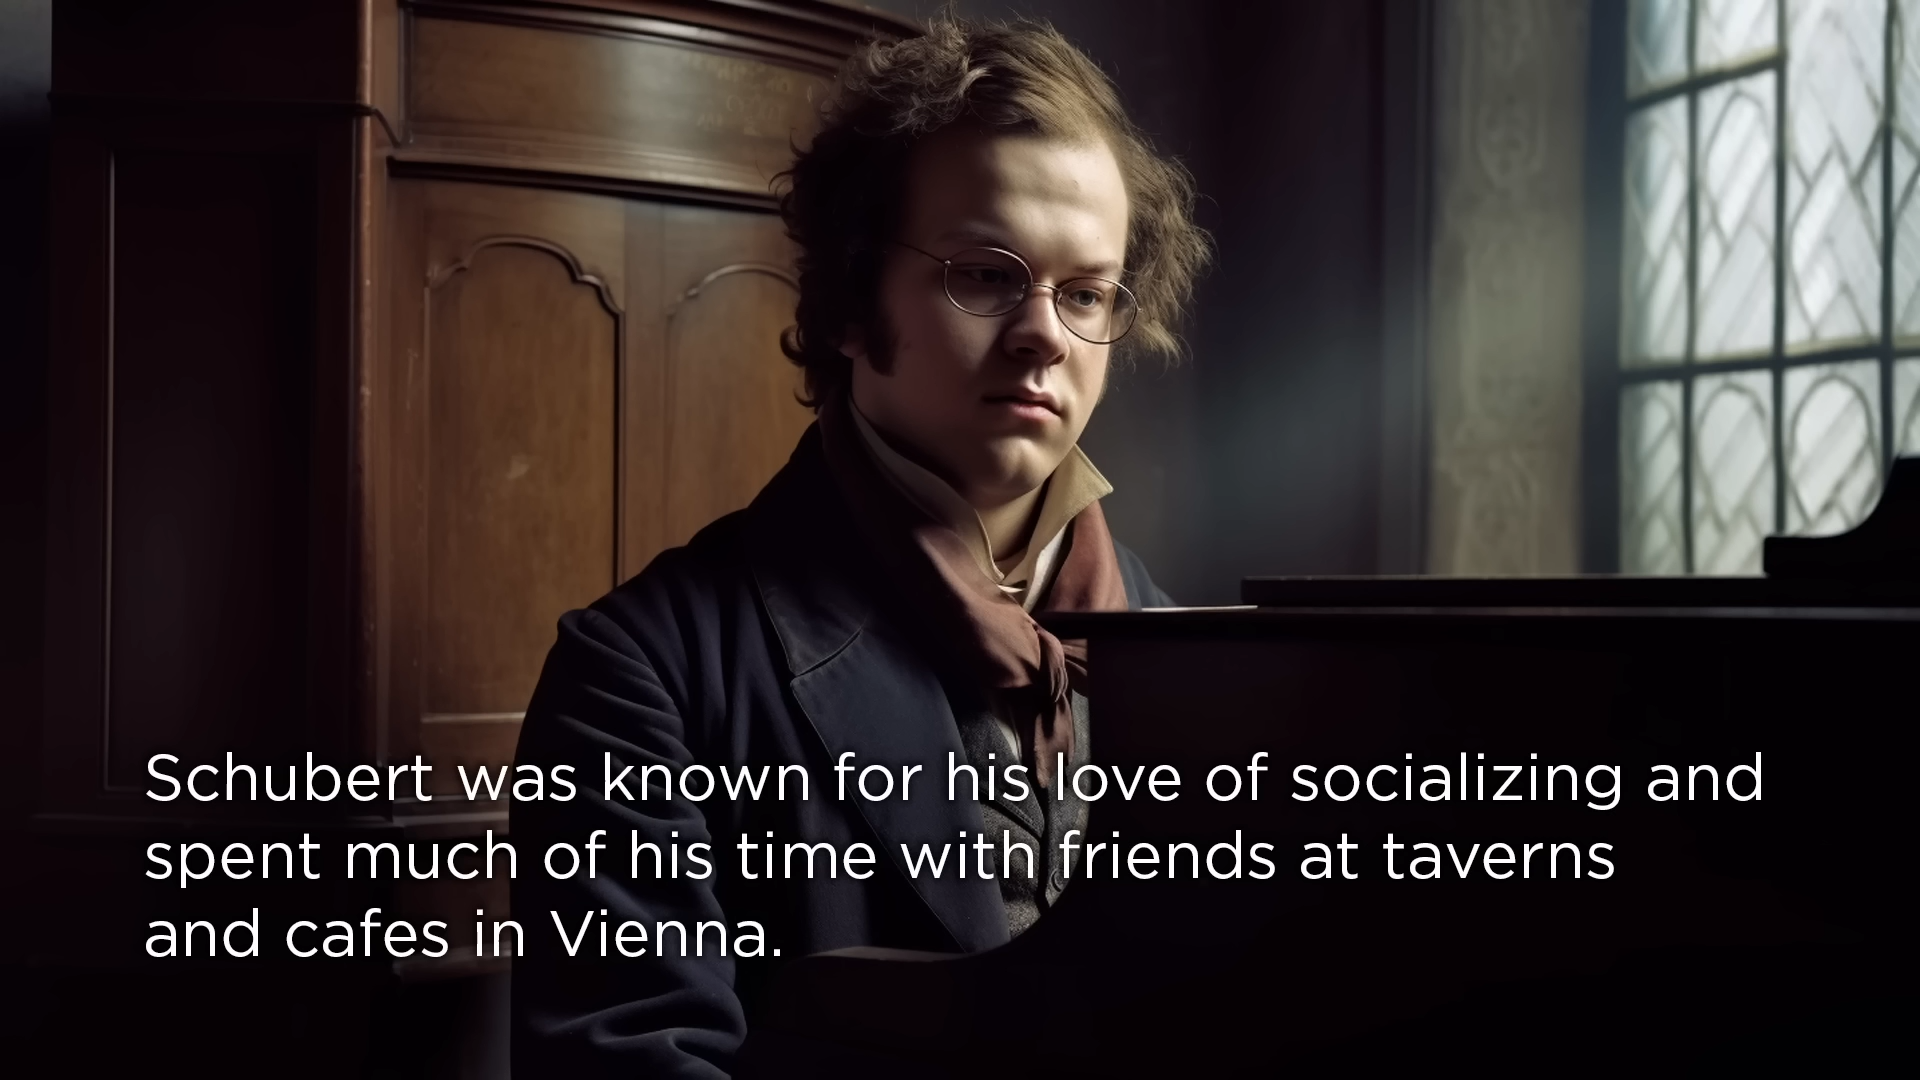 Schubert was known for his love of socializing and
spent much of his time with friends at taverns
and cafes in Vienna.